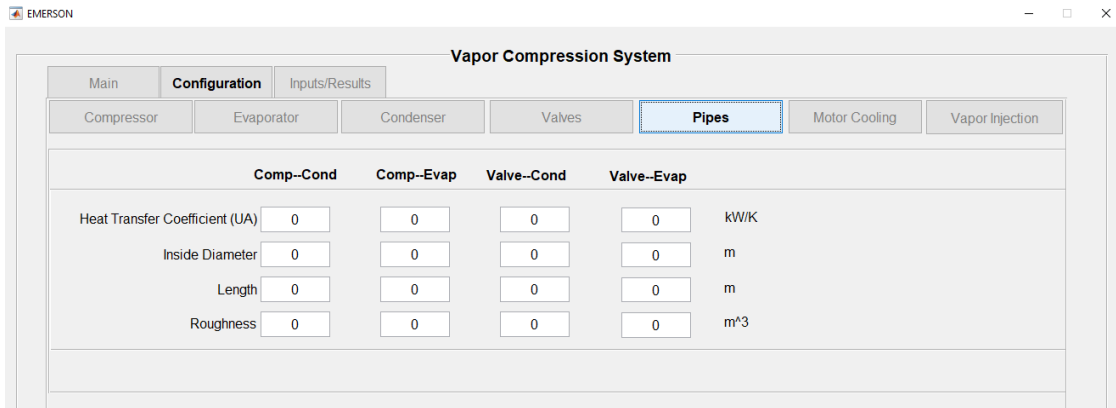 EMERSON
Vapor Compression System
Main Configuration Inputs/Results
Compressor Evaporator Condenser Valves Pipes Motor Cooling Vapor Injection
Comp--Cond Comp--Evap Valve--Cond Valve--Evap
Heat Transfer Coefficient (UA) 0 0 0 0 kW/K
Inside Diameter 0 0 0 0 m
Length 0 0 0 0 m
Roughness 0 0 0 0 m^3